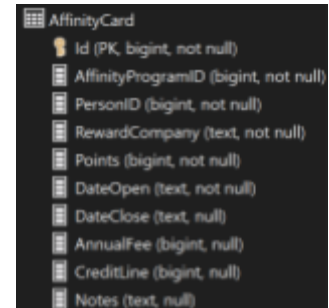 AffinityCard
Id (PK, bigint, not null)
AffinityProgramID (bigint, not null)
PersonID (bigint, not null)
RewardCompany (text, not null)
Points (bigint, not null)
DateOpen (text, not null)
DateClose (text, null)
AnnualFee (bigint, null)
CreditLine (bigint, null)
Notes (text, null)